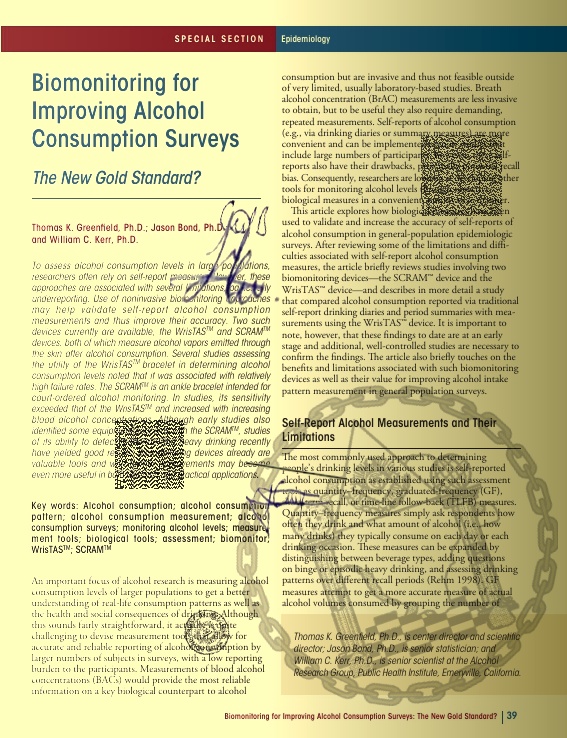 SPECIAL SECTION
Epidemiology
Biomonitoring for
Improving Alcohol
Consumption Surveys
The New Gold Standard?
Thomas K. Greenfield, Ph.D.; Jason Bond, Ph.D.
and William C. Kerr, Ph.D.
To assess alcohol consumption levels in large populations,
researchers often rely on self-report measures. However, these
approaches are associated with several limitations, particularly
underreporting. Use of noninvasive biomonitoring approaches
may help validate self-report alcohol consumption
measurements and thus improve their accuracy. Two such
devices currently are available, the WrisTAS™ and SCRAM™
devices, both of which measure alcohol vapors emitted through
the skin after alcohol consumption. Several studies assessing
the utility of the WrisTAS™ bracelet in determining alcohol
consumption levels noted that it was associated with relatively
high failure rates. The SCRAM™ is an ankle bracelet intended for
court-ordered alcohol monitoring. In studies, its sensitivity
exceeded that of the WrisTAS™ and increased with increasing
blood alcohol concentrations. Although early studies also
identified some equip the SCRAM™, studies
of its ability to detec heavy drinking recently
have yielded good re ng devices already are
valuable tools and w rements may become
even more useful in b actical applications.
Key words: Alcohol consumption; alcohol consumption
pattern; alcohol consumption measurement; alcohol
consumption surveys; monitoring alcohol levels; measure-
ment tools; biological tools; assessment; biomonitor;
WrisTAS™; SCRAM™
An important focus of alcohol research is measuring alcohol
consumption levels of larger populations to get a better
understanding of real-life consumption patterns as well as
the health and social consequences of drinking. Although
this sounds fairly straightforward, it actually is quite
challenging to devise measurement tools that allow for
accurate and reliable reporting of alcohol consumption by
larger numbers of subjects in surveys, with a low reporting
burden to the participants. Measurements of blood alcohol
concentrations (BACs) would provide the most reliable
information on a key biological counterpart to alcohol
consumption but are invasive and thus not feasible outside
of very limited, usually laboratory-based studies. Breath
alcohol concentration (BrAC) measurements are less invasive
to obtain, but to be useful they also require demanding,
repeated measurements. Self-reports of alcohol consumption
(e.g., via drinking diaries or summary measures) are more
convenient and can be implemente
include large numbers of participan elf-
reports also have their drawbacks, p recall
bias. Consequently, researchers are lo ther
tools for monitoring alcohol levels
biological measures in a convenient er.
This article explores how biologic en
used to validate and increase the accuracy of self-reports of
alcohol consumption in general-population epidemiologic
surveys. After reviewing some of the limitations and diffi-
culties associated with self-report alcohol consumption
measures, the article briefly reviews studies involving two
biomonitoring devices—the SCRAM™ device and the
WrisTAS™ device—and describes in more detail a study
that compared alcohol consumption reported via traditional
self-report drinking diaries and period summaries with mea-
surements using the WrisTAS™ device. It is important to
note, however, that these findings to date are at an early
stage and additional, well-controlled studies are necessary to
confirm the findings. The article also briefly touches on the
benefits and limitations associated with such biomonitoring
devices as well as their value for improving alcohol intake
pattern measurement in general population surveys.
Self-Report Alcohol Measurements and Their
Limitations
The most commonly used approach to determining
people's drinking levels in various studies is self-reported
alcohol consumption as established using such assessment
tools as quantity–frequency, graduated-frequency (GF),
recall, or time-line follow-back (TLFB) measures.
Quantity–frequency measures simply ask respondents how
often they drink and what amount of alcohol (i.e., how
many drinks) they typically consume on each day or each
drinking occasion. These measures can be expanded by
distinguishing between beverage types, adding questions
on binge or episodic heavy drinking, and assessing drinking
patterns over different recall periods (Rehm 1998). GF
measures attempt to get a more accurate measure of actual
alcohol volumes consumed by grouping the number of
Thomas K. Greenfield, Ph.D., is center director and scientific
director; Jason Bond, Ph.D., is senior statistician; and
William C. Kerr, Ph.D., is senior scientist at the Alcohol
Research Group, Public Health Institute, Emeryville, California.
Biomonitoring for Improving Alcohol Consumption Surveys: The New Gold Standard? 39